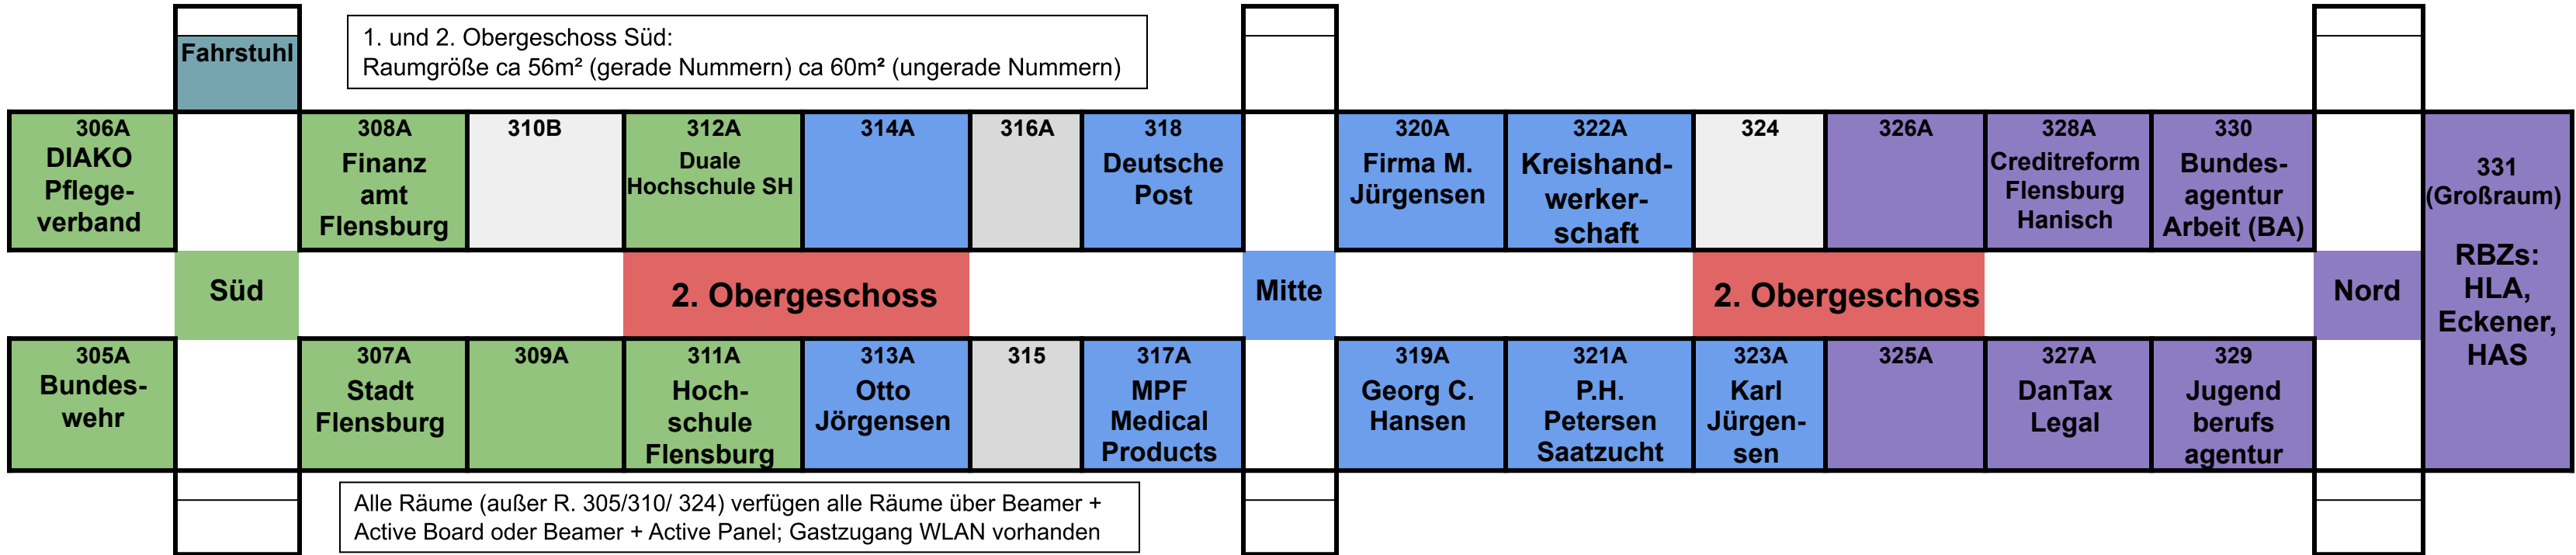 Fahrstuhl
1. und 2. Obergeschoss Süd:
Raumgröße ca 56m² (gerade Nummern) ca 60m² (ungerade Nummern)
306A
DIAKO
Pflege-
verband
308A
Finanz
amt
Flensburg
310B
312A
Duale
Hochschule SH
314A
316A
318
Deutsche
Post
320A
Firma M.
Jürgensen
322A
Kreishand-
werker-
schaft
324
326A
328A
Creditreform
Flensburg
Hanisch
330
Bundes-
agentur
Arbeit (BA)
331
(Großraum)
RBZs:
HLA,
Eckener,
HAS
Süd
2. Obergeschoss
Mitte
2. Obergeschoss
Nord
305A
Bundes-
wehr
307A
Stadt
Flensburg
309A
311A
Hoch-
schule
Flensburg
313A
Otto
Jörgensen
315
317A
MPF
Medical
Products
319A
Georg C.
Hansen
321A
P.H.
Petersen
Saatzucht
323A
Karl
Jürgen-
sen
325A
327A
DanTax
Legal
329
Jugend
berufs
agentur
Alle Räume (außer R. 305/310/ 324) verfügen alle Räume über Beamer +
Active Board oder Beamer + Active Panel; Gastzugang WLAN vorhanden